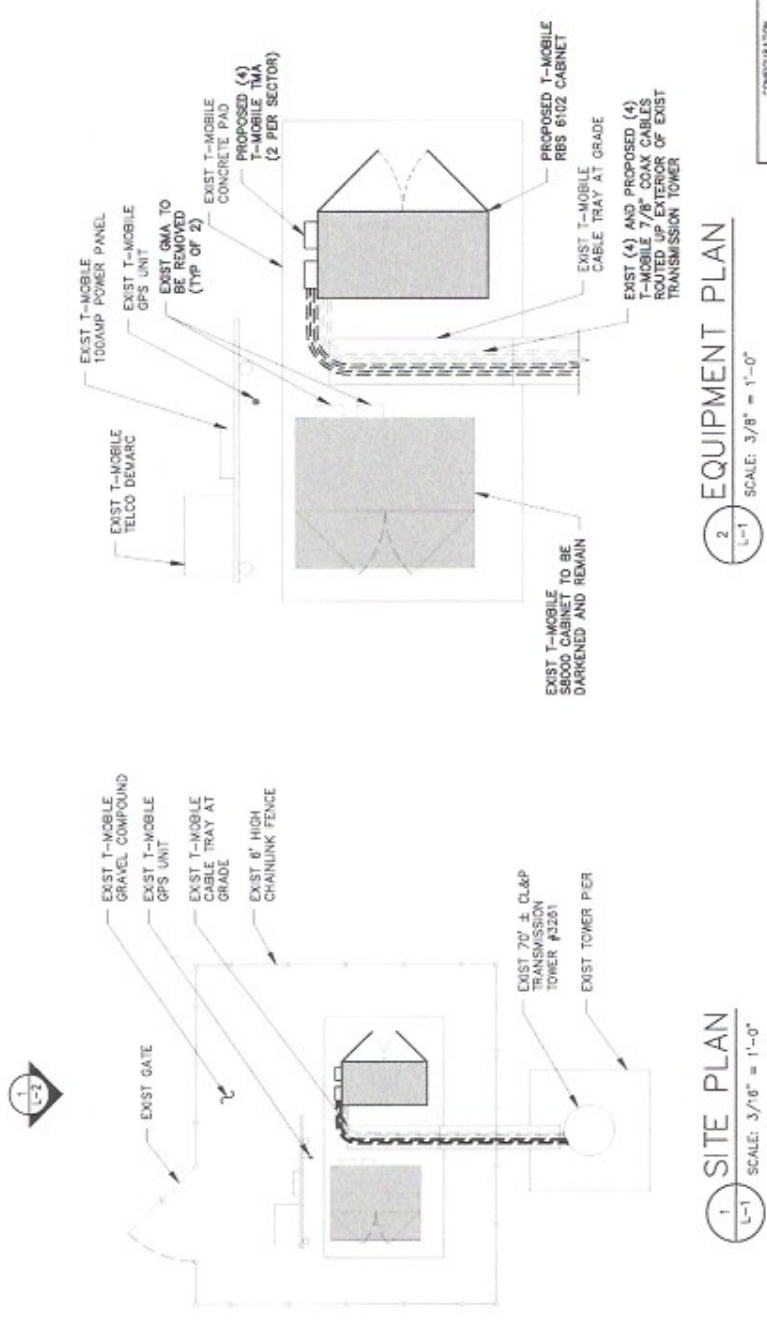 1
L-2
EXIST GATE
EXIST T-MOBILE
GRAVEL COMPOUND
EXIST T-MOBILE
GPS UNIT
EXIST T-MOBILE
CABLE TRAY AT
GRADE
EXIST 6' HIGH
CHAINLINK FENCE
EXIST 70' ± CL&P
TRANSMISSION
TOWER #3261
EXIST TOWER PIER
1
L-1
SITE PLAN
SCALE: 3/16" = 1'-0"
EXIST T-MOBILE
TELCO DEMARC
EXIST T-MOBILE
100AMP POWER PANEL
EXIST T-MOBILE
GPS UNIT
EXIST GMA TO
BE REMOVED
(TYP OF 2)
EXIST T-MOBILE
CONCRETE PAD
PROPOSED (4)
T-MOBILE TMA
(2 PER SECTOR)
PROPOSED T-MOBILE
RBS 6102 CABINET
EXIST T-MOBILE
CABLE TRAY AT GRADE
EXIST (4) AND PROPOSED (4)
T-MOBILE 7/8" COAX CABLES
ROUTED UP EXTERIOR OF EXIST
TRANSMISSION TOWER
EXIST T-MOBILE
S8000 CABINET TO BE
DARKENED AND REMAIN
2
L-1
EQUIPMENT PLAN
SCALE: 3/8" = 1'-0"
CONFIGURATION